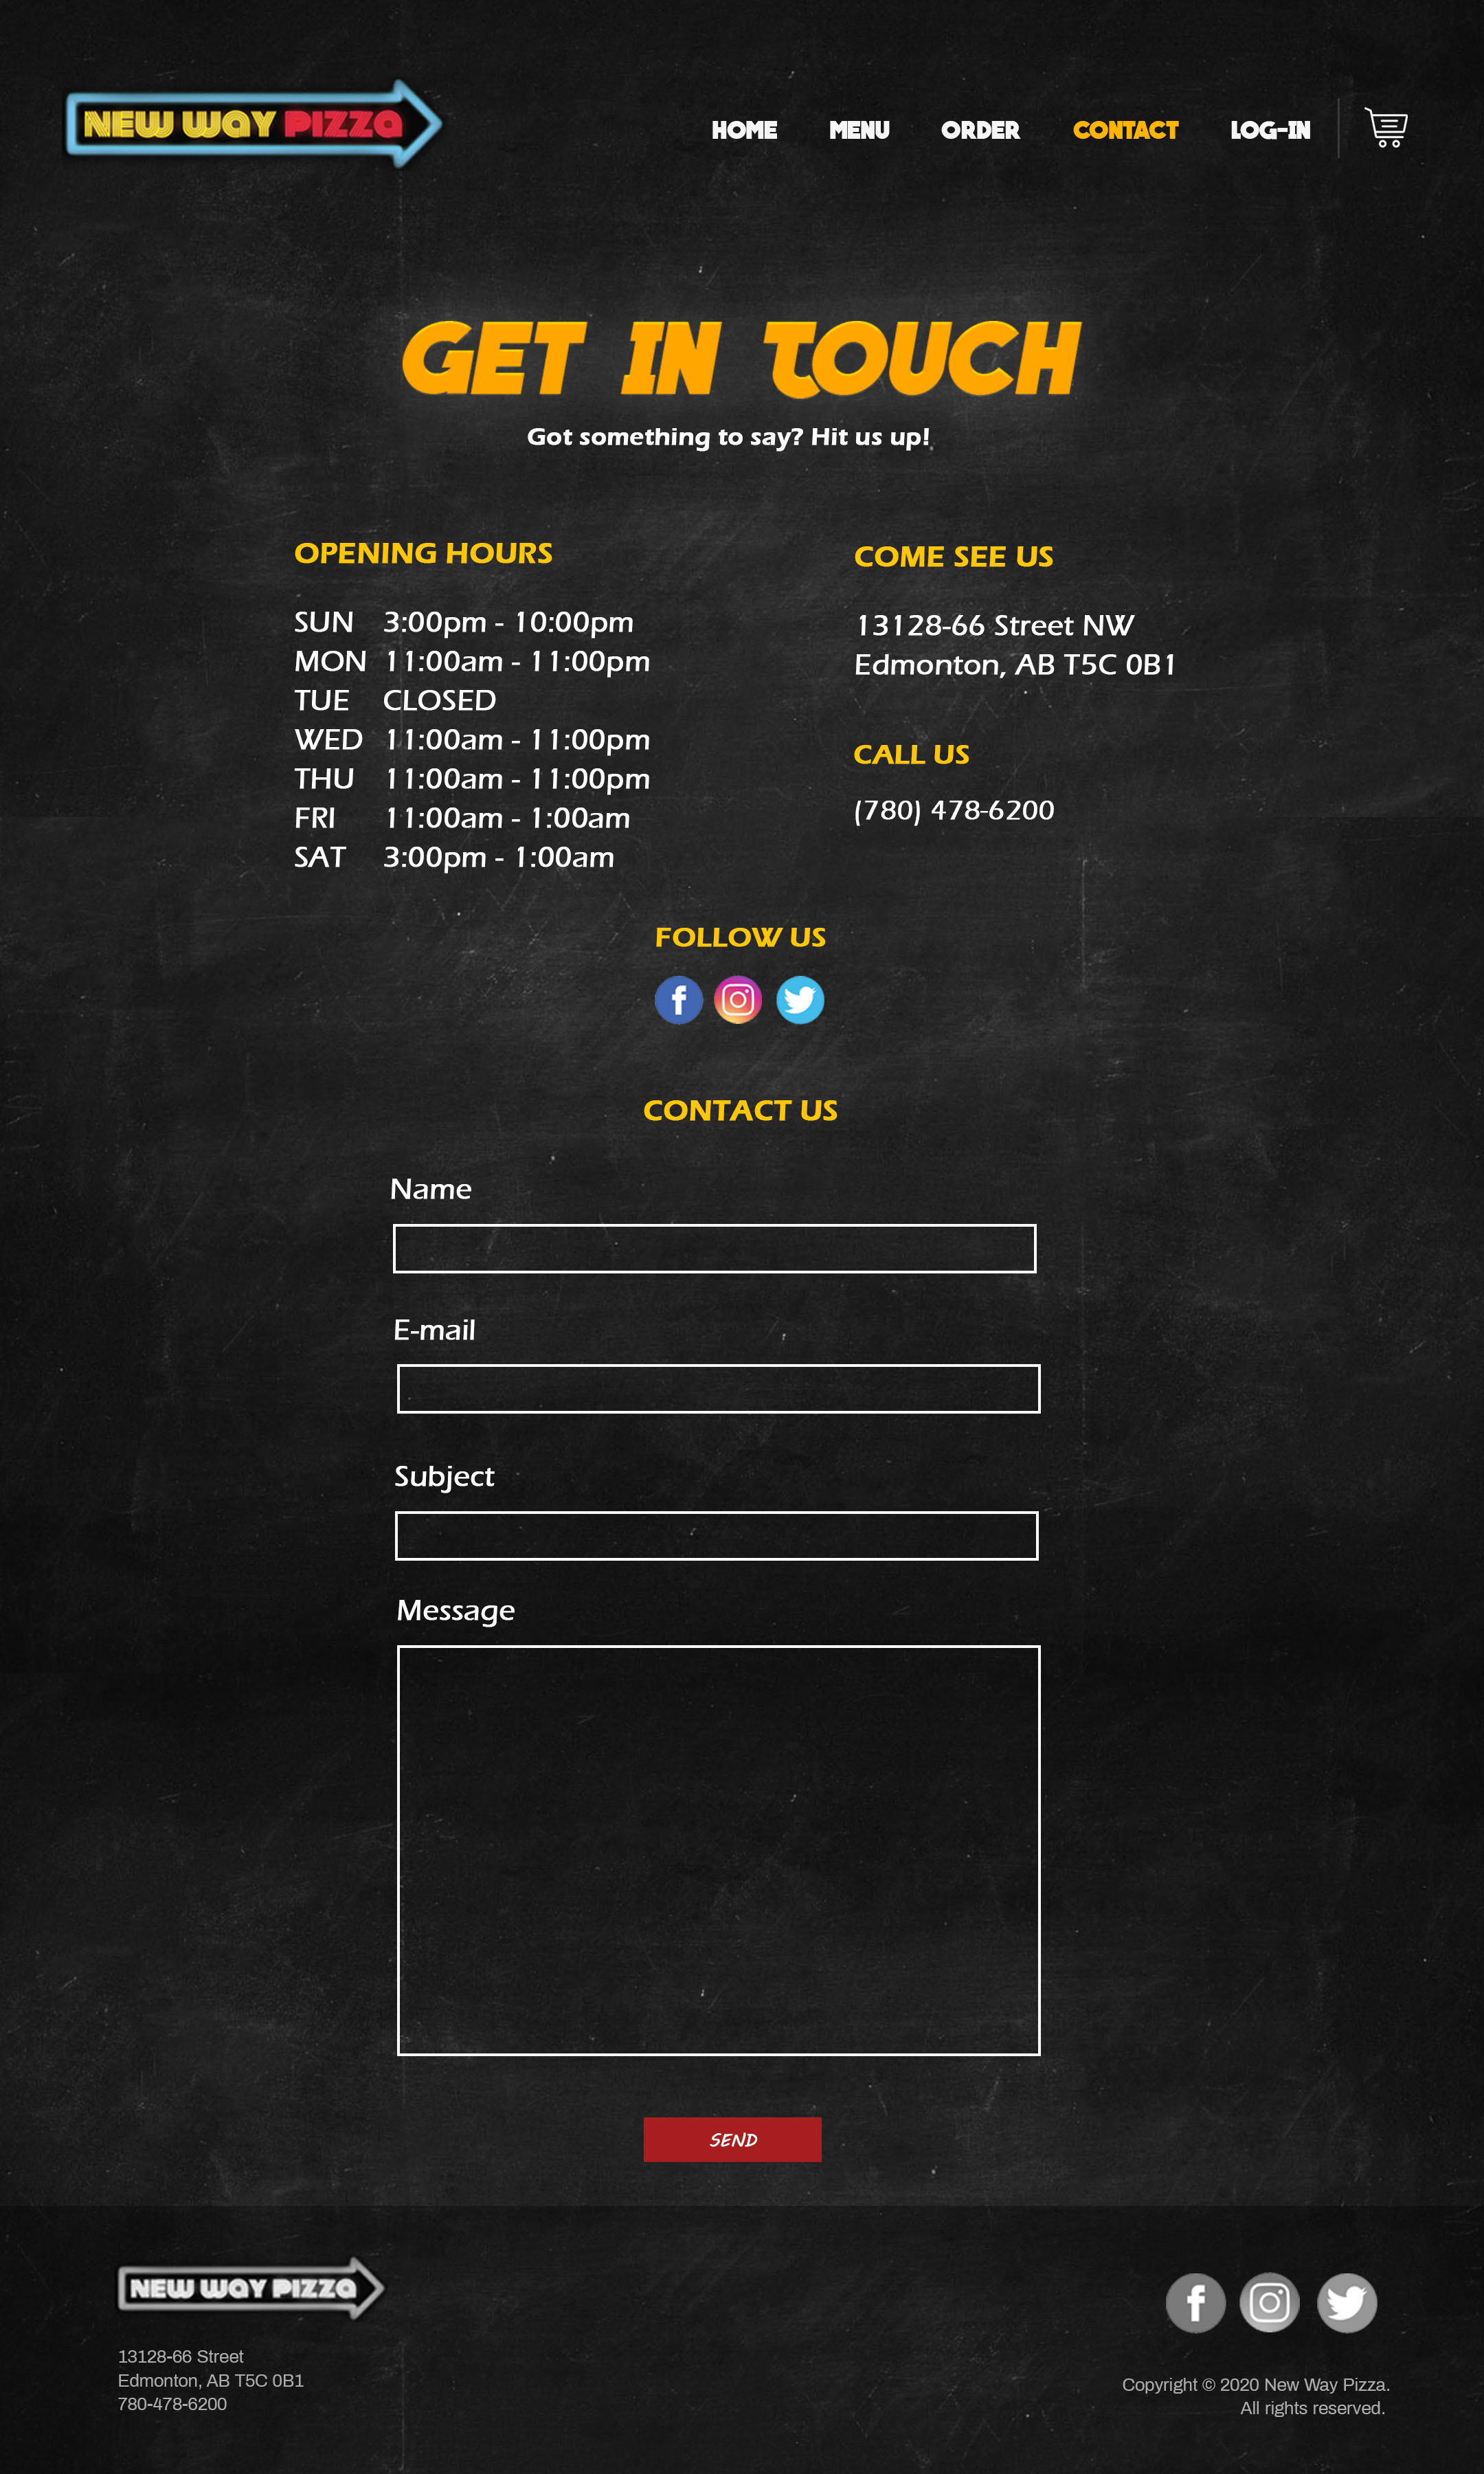 NEW WAY PIZZA
HOME MENU ORDER CONTACT LOG-IN
GET IN TOUCH
Got something to say? Hit us up!
OPENING HOURS
SUN 3:00pm - 10:00pm
MON 11:00am - 11:00pm
TUE CLOSED
WED 11:00am - 11:00pm
THU 11:00am - 11:00pm
FRI 11:00am - 1:00am
SAT 3:00pm - 1:00am
COME SEE US
13128-66 Street NW
Edmonton, AB T5C 0B1
CALL US
(780) 478-6200
FOLLOW US
CONTACT US
Name
E-mail
Subject
Message
SEND
NEW WAY PIZZA
13128-66 Street
Edmonton, AB T5C 0B1
780-478-6200
Copyright © 2020 New Way Pizza.
All rights reserved.